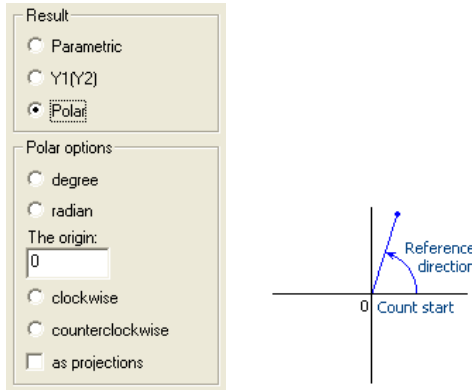 Result
Parametric
Y1(Y2)
Polar
Polar options
degree
radian
The origin:
0
clockwise
counterclockwise
as projections
Reference
direction
0 Count start